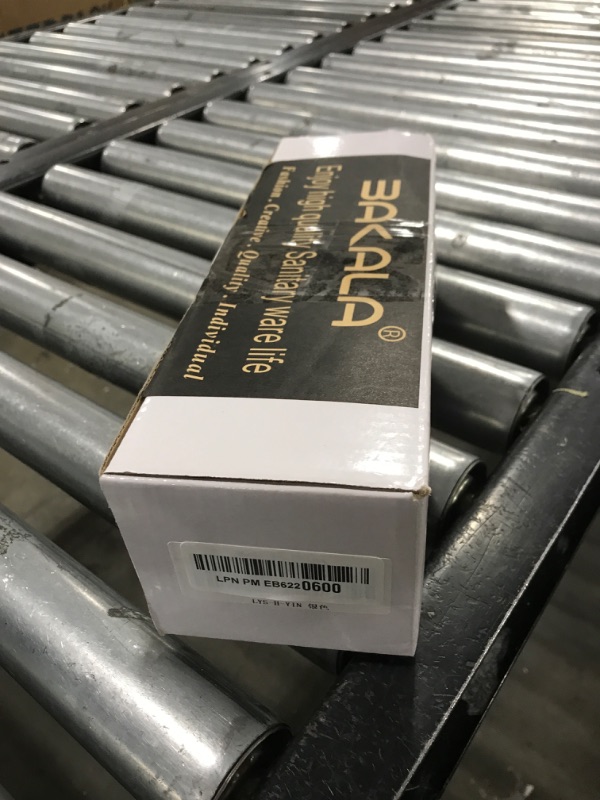 BAKALA®
Enjoy high quality Sanitary ware life
Fashion . Creative . Quality . Individual
LPN PM EB6220600